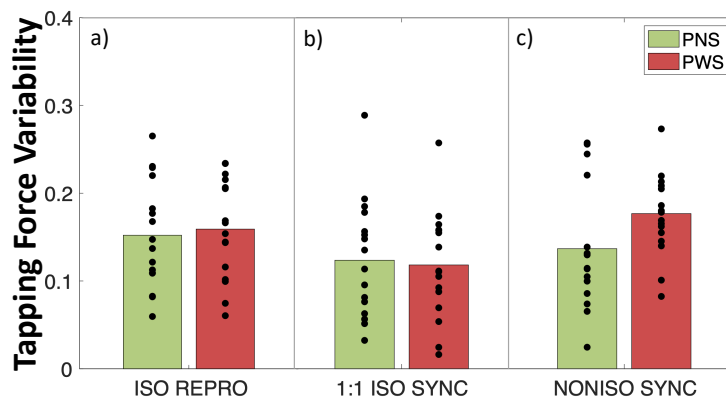 Tapping Force Variability
0.4
0.3
0.2
0.1
0
a)
b)
c)
PNS
PWS
ISO REPRO
1:1 ISO SYNC
NONISO SYNC